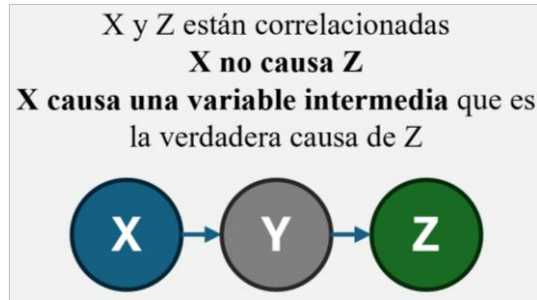 X y Z están correlacionadas
X no causa Z
X causa una variable intermedia que es
la verdadera causa de Z
X Y Z